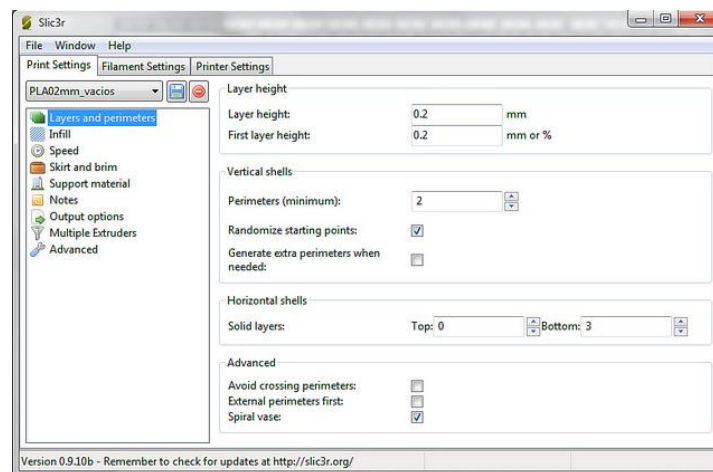 Slic3r
File Window Help
Print Settings Filament Settings Printer Settings
PLA02mm_vacios
Layers and perimeters
Infill
Speed
Skirt and brim
Support material
Notes
Output options
Multiple Extruders
Advanced
Layer height
Layer height: 0.2 mm
First layer height: 0.2 mm or %
Vertical shells
Perimeters (minimum): 2
Randomize starting points:
Generate extra perimeters when
needed:
Horizontal shells
Solid layers: Top: 0 Bottom: 3
Advanced
Avoid crossing perimeters:
External perimeters first:
Spiral vase:
Version 0.9.10b - Remember to check for updates at http://slic3r.org/